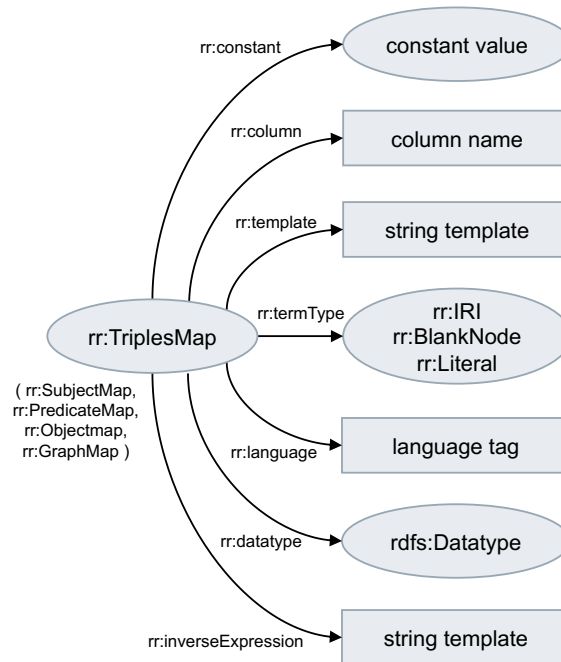 rr:constant
constant value
rr:column
column name
rr:template
string template
rr:termType
rr:IRI
rr:BlankNode
rr:Literal
rr:TriplesMap
( rr:SubjectMap,
rr:PredicateMap,
rr:Objectmap,
rr:GraphMap )
rr:language
language tag
rr:datatype
rdfs:Datatype
rr:inverseExpression
string template